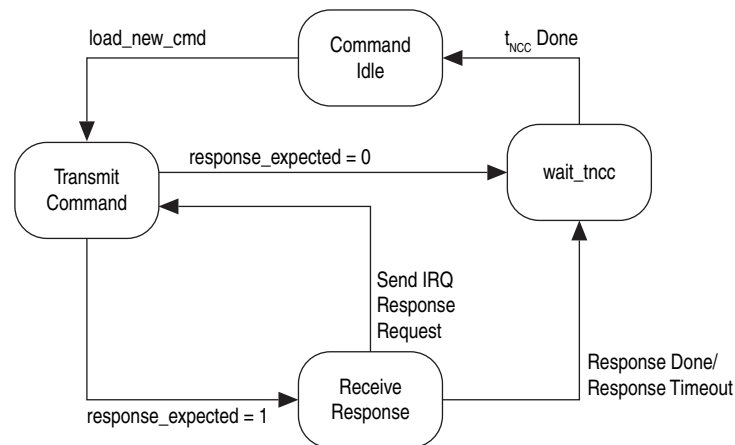 load_new_cmd
Command
Idle
tNCC Done
Transmit
Command
response_expected = 0
wait_tncc
Send IRQ
Response
Request
Response Done/
Response Timeout
Receive
Response
response_expected = 1